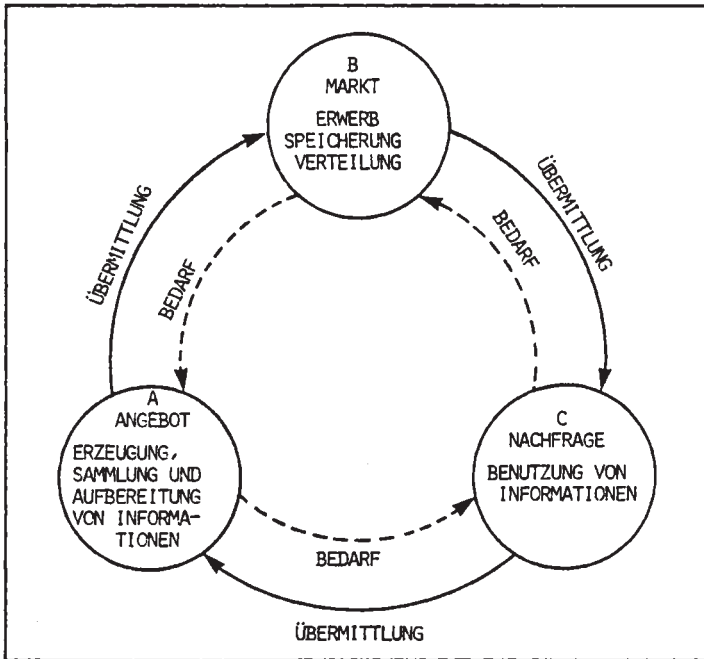 B
MARKT
ERWERB
SPEICHERUNG
VERTEILUNG
ÜBERMITTLUNG
ÜBERMITTLUNG
BEDARF
BEDARF
A
ANGEBOT
ERZEUGUNG,
SAMMLUNG UND
AUFBEREITUNG
VON INFORMA-
TIONEN
C
NACHFRAGE
BENUTZUNG VON
INFORMATIONEN
BEDARF
ÜBERMITTLUNG